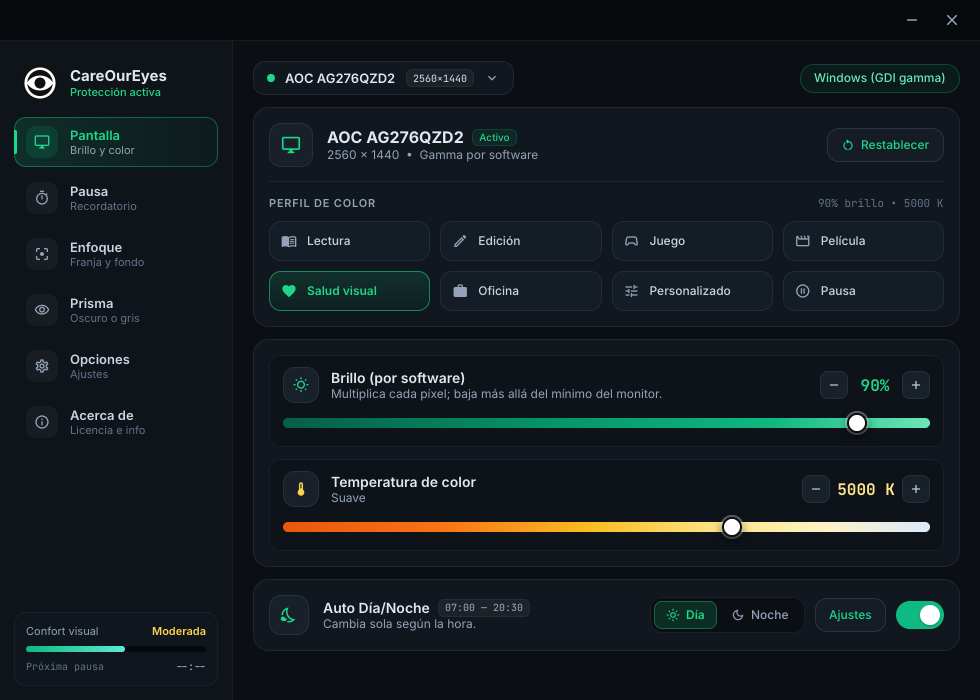 CareOurEyes
Protección activa
Pantalla
Brillo y color
Pausa
Recordatorio
Enfoque
Franja y fondo
Prisma
Oscuro o gris
Opciones
Ajustes
Acerca de
Licencia e info
Confort visual Moderada
Próxima pausa --:--
AOC AG276QZD2 2560×1440
Windows (GDI gamma)
AOC AG276QZD2 Activo
2560 × 1440 • Gamma por software
Restablecer
PERFIL DE COLOR 90% brillo • 5000 K
Lectura Edición Juego Película
Salud visual Oficina Personalizado Pausa
Brillo (por software)
Multiplica cada píxel; baja más allá del mínimo del monitor.
− 90% +
Temperatura de color
Suave
− 5000 K +
Auto Día/Noche 07:00 — 20:30
Cambia sola según la hora.
Día Noche Ajustes